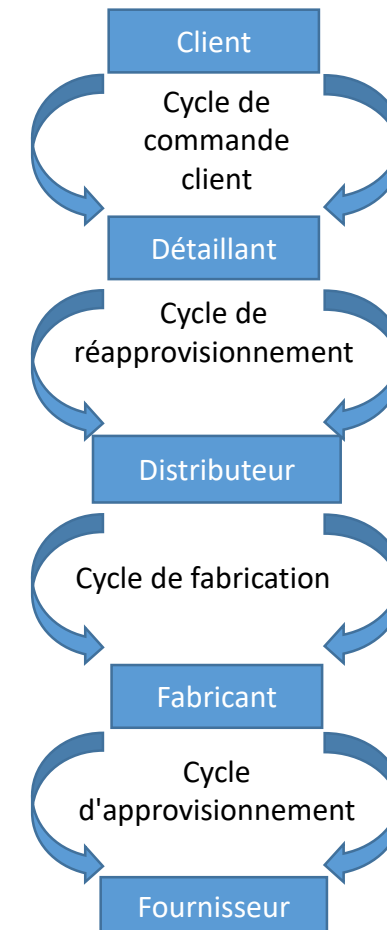 Client
Cycle de
commande
client
Détaillant
Cycle de
réapprovisionnement
Distributeur
Cycle de fabrication
Fabricant
Cycle
d'approvisionnement
Fournisseur